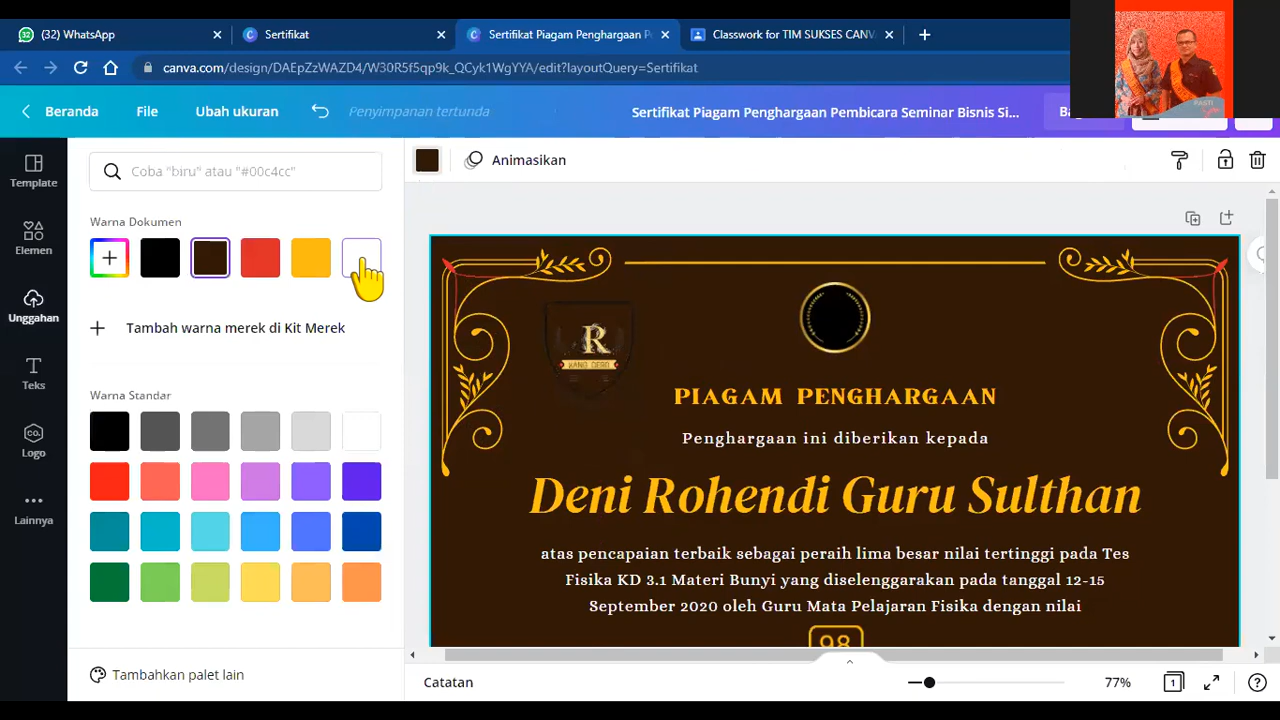 (32) WhatsApp
Sertifikat
Sertifikat Piagam Penghargaan P
Classwork for TIM SUKSES CANV
canva.com/design/DAEpZzWAZD4/W30R5f5qp9k_QCyk1WgYYA/edit?layoutQuery=Sertifikat
Beranda
File
Ubah ukuran
Penyimpanan tertunda
Sertifikat Piagam Penghargaan Pembicara Seminar Bisnis Si...
Template
Elemen
Unggahan
Teks
CO.
Logo
Lainnya
Coba "biru" atau "#00c4cc"
Warna Dokumen
Tambah warna merek di Kit Merek
Warna Standar
Tambahkan palet lain
Animasikan
R
KANG DEBO
PIAGAM PENGHARGAAN
Penghargaan ini diberikan kepada
Deni Rohendi Guru Sulthan
atas pencapaian terbaik sebagai peraih lima besar nilai tertinggi pada Tes
Fisika KD 3.1 Materi Bunyi yang diselenggarakan pada tanggal 12-15
September 2020 oleh Guru Mata Pelajaran Fisika dengan nilai
98
Catatan
77%
1